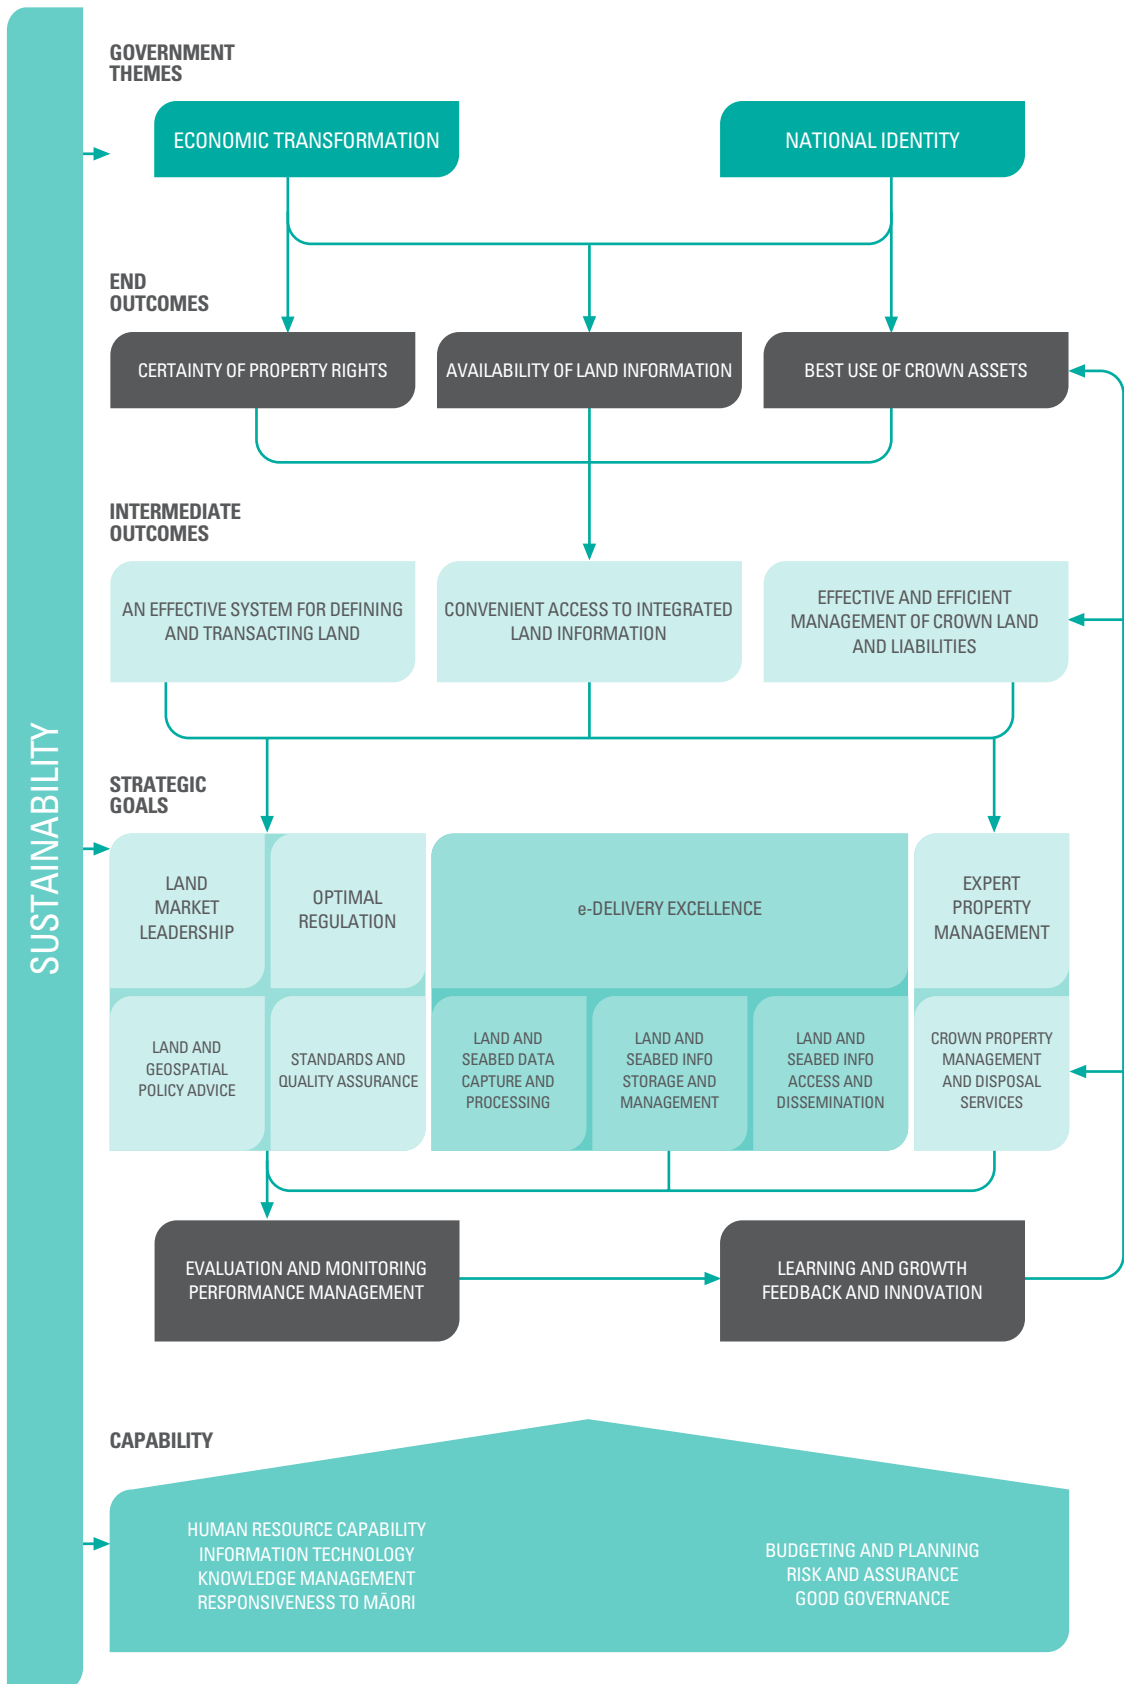 SUSTAINABILITY
GOVERNMENT
THEMES
ECONOMIC TRANSFORMATION
NATIONAL IDENTITY
END
OUTCOMES
CERTAINTY OF PROPERTY RIGHTS
AVAILABILITY OF LAND INFORMATION
BEST USE OF CROWN ASSETS
INTERMEDIATE
OUTCOMES
AN EFFECTIVE SYSTEM FOR DEFINING
AND TRANSACTING LAND
CONVENIENT ACCESS TO INTEGRATED
LAND INFORMATION
EFFECTIVE AND EFFICIENT
MANAGEMENT OF CROWN LAND
AND LIABILITIES
STRATEGIC
GOALS
LAND
MARKET
LEADERSHIP
OPTIMAL
REGULATION
e-DELIVERY EXCELLENCE
EXPERT
PROPERTY
MANAGEMENT
LAND AND
GEOSPATIAL
POLICY ADVICE
STANDARDS AND
QUALITY ASSURANCE
LAND AND
SEABED DATA
CAPTURE AND
PROCESSING
LAND AND
SEABED INFO
STORAGE AND
MANAGEMENT
LAND AND
SEABED INFO
ACCESS AND
DISSEMINATION
CROWN PROPERTY
MANAGEMENT
AND DISPOSAL
SERVICES
EVALUATION AND MONITORING
PERFORMANCE MANAGEMENT
LEARNING AND GROWTH
FEEDBACK AND INNOVATION
CAPABILITY
HUMAN RESOURCE CAPABILITY
INFORMATION TECHNOLOGY
KNOWLEDGE MANAGEMENT
RESPONSIVENESS TO MĀORI
BUDGETING AND PLANNING
RISK AND ASSURANCE
GOOD GOVERNANCE